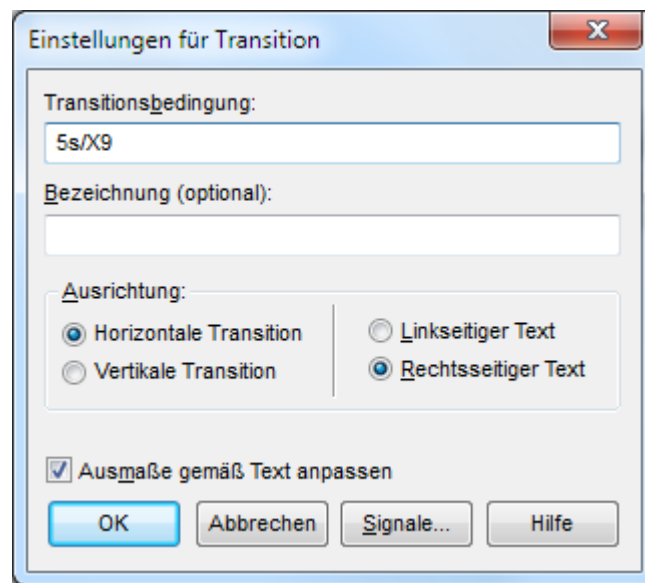 Einstellungen für Transition
Transitionsbedingung:
5s/X9
Bezeichnung (optional):
Ausrichtung:
Horizontale Transition
Linkseitiger Text
Vertikale Transition
Rechtsseitiger Text
Ausmaße gemäß Text anpassen
OK Abbrechen Signale... Hilfe